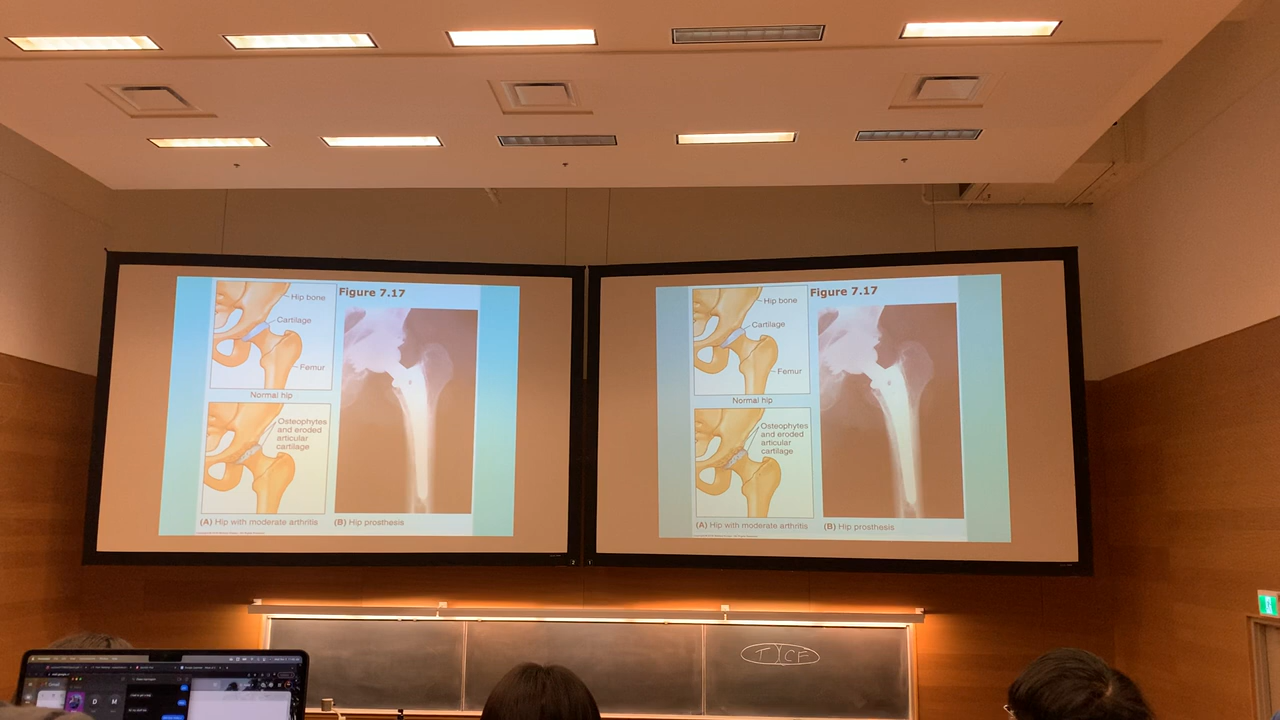 Figure 7.17
Hip bone
Cartilage
Femur
Normal hip
Osteophytes
and eroded
articular
cartilage
(A) Hip with moderate arthritis
(B) Hip prosthesis
Figure 7.17
Hip bone
Cartilage
Femur
Normal hip
Osteophytes
and eroded
articular
cartilage
(A) Hip with moderate arthritis
(B) Hip prosthesis
TCF
D M